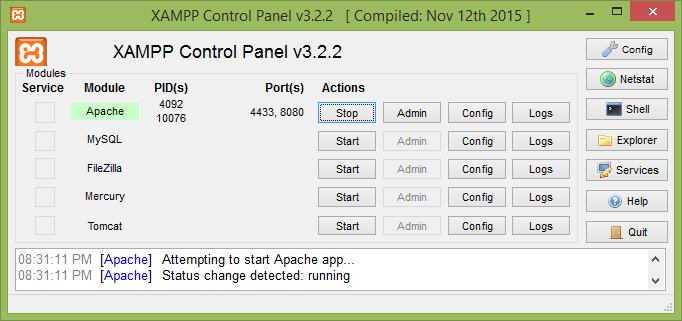 XAMPP Control Panel v3.2.2 [ Compiled: Nov 12th 2015 ]
XAMPP Control Panel v3.2.2
Config
Modules
Service Module PID(s) Port(s) Actions
Netstat
Apache 4092 10076 4433, 8080 Stop Admin Config Logs
Shell
MySQL Start Admin Config Logs
Explorer
FileZilla Start Admin Config Logs
Services
Mercury Start Admin Config Logs
Help
Tomcat Start Admin Config Logs
Quit
08:31:11 PM [Apache] Attempting to start Apache app...
08:31:11 PM [Apache] Status change detected: running